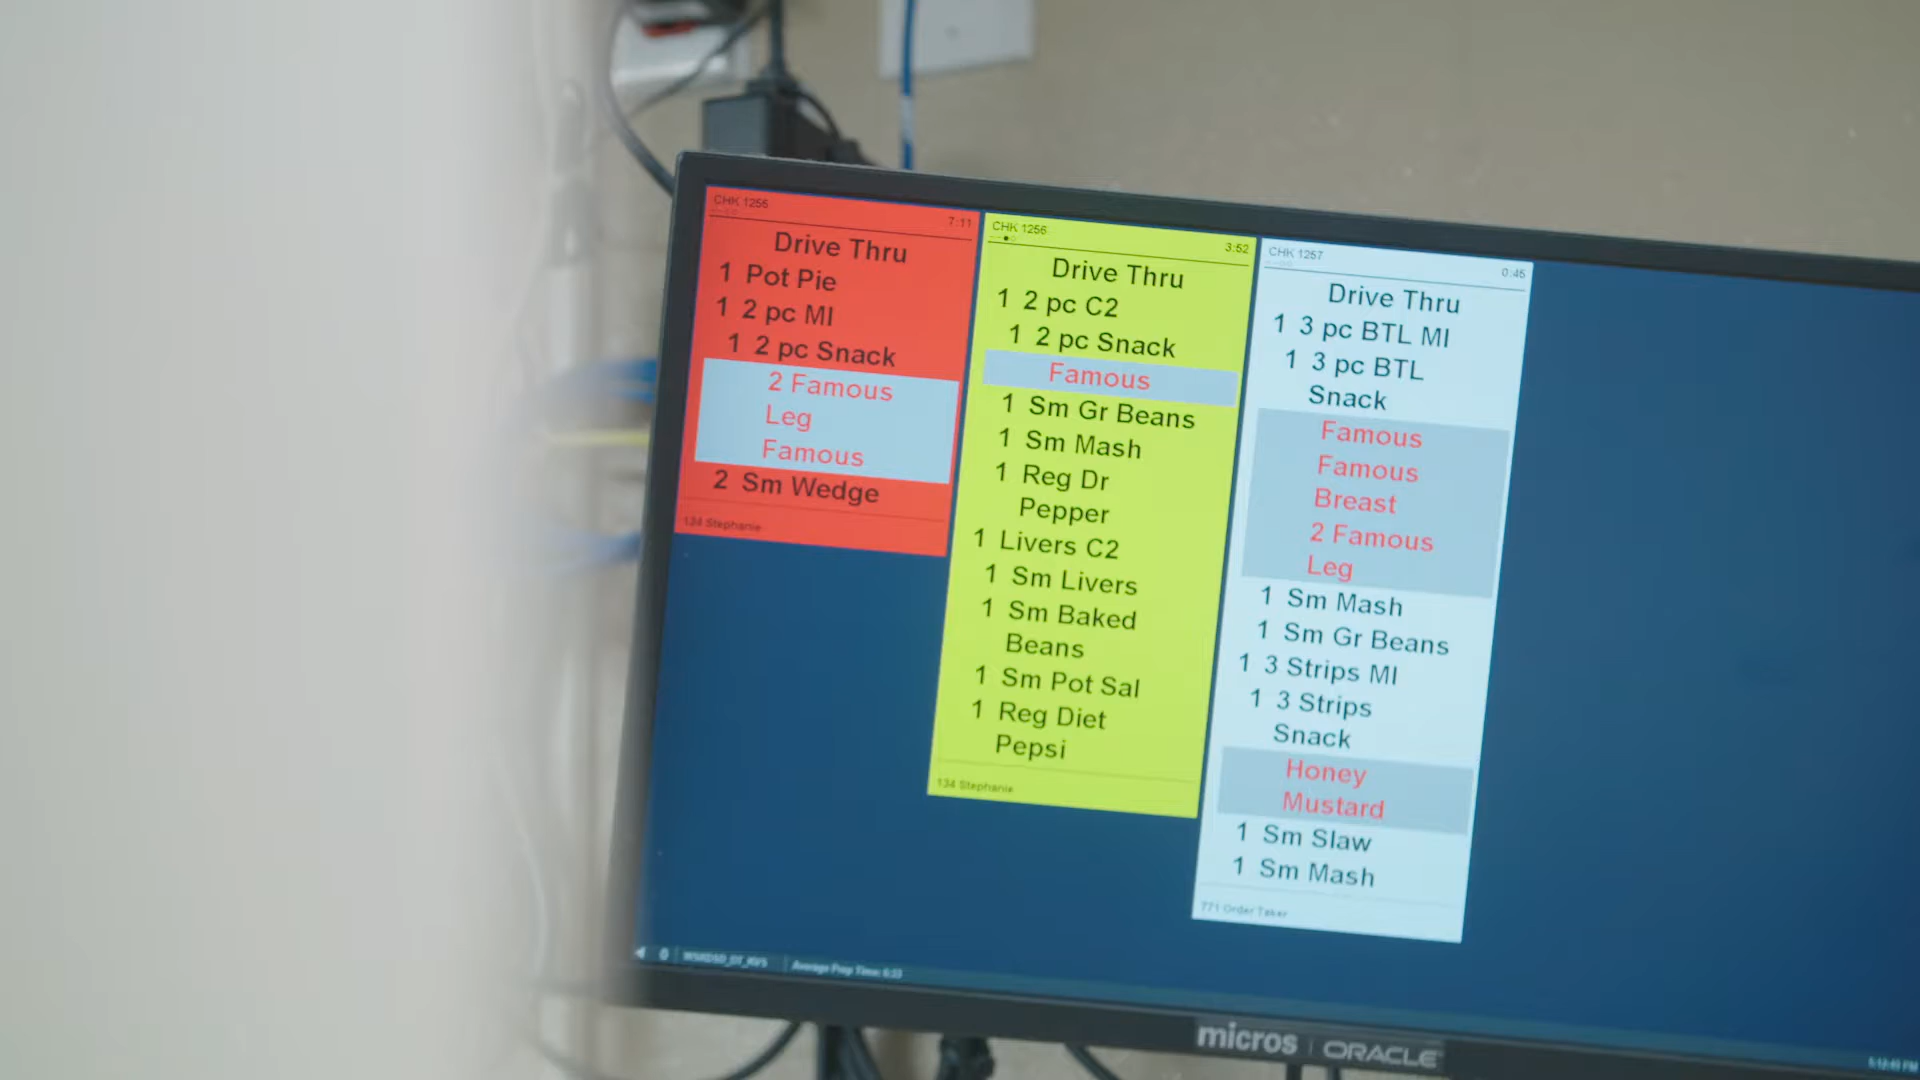 CHK 1255
7:11
Drive Thru
1 Pot Pie
1 2 pc MI
1 2 pc Snack
2 Famous
Leg
Famous
2 Sm Wedge
134 Stephanie
CHK 1256
3:52
Drive Thru
1 2 pc C2
1 2 pc Snack
Famous
1 Sm Gr Beans
1 Sm Mash
1 Reg Dr
Pepper
1 Livers C2
1 Sm Livers
1 Sm Baked
Beans
1 Sm Pot Sal
1 Reg Diet
Pepsi
134 Stephanie
CHK 1257
0:45
Drive Thru
1 3 pc BTL MI
1 3 pc BTL
Snack
Famous
Famous
Breast
2 Famous
Leg
1 Sm Mash
1 Sm Gr Beans
1 3 Strips MI
1 3 Strips
Snack
Honey
Mustard
1 Sm Slaw
1 Sm Mash
771 Order Taker
0
Average Prep Time: 6:33
micros | ORACLE